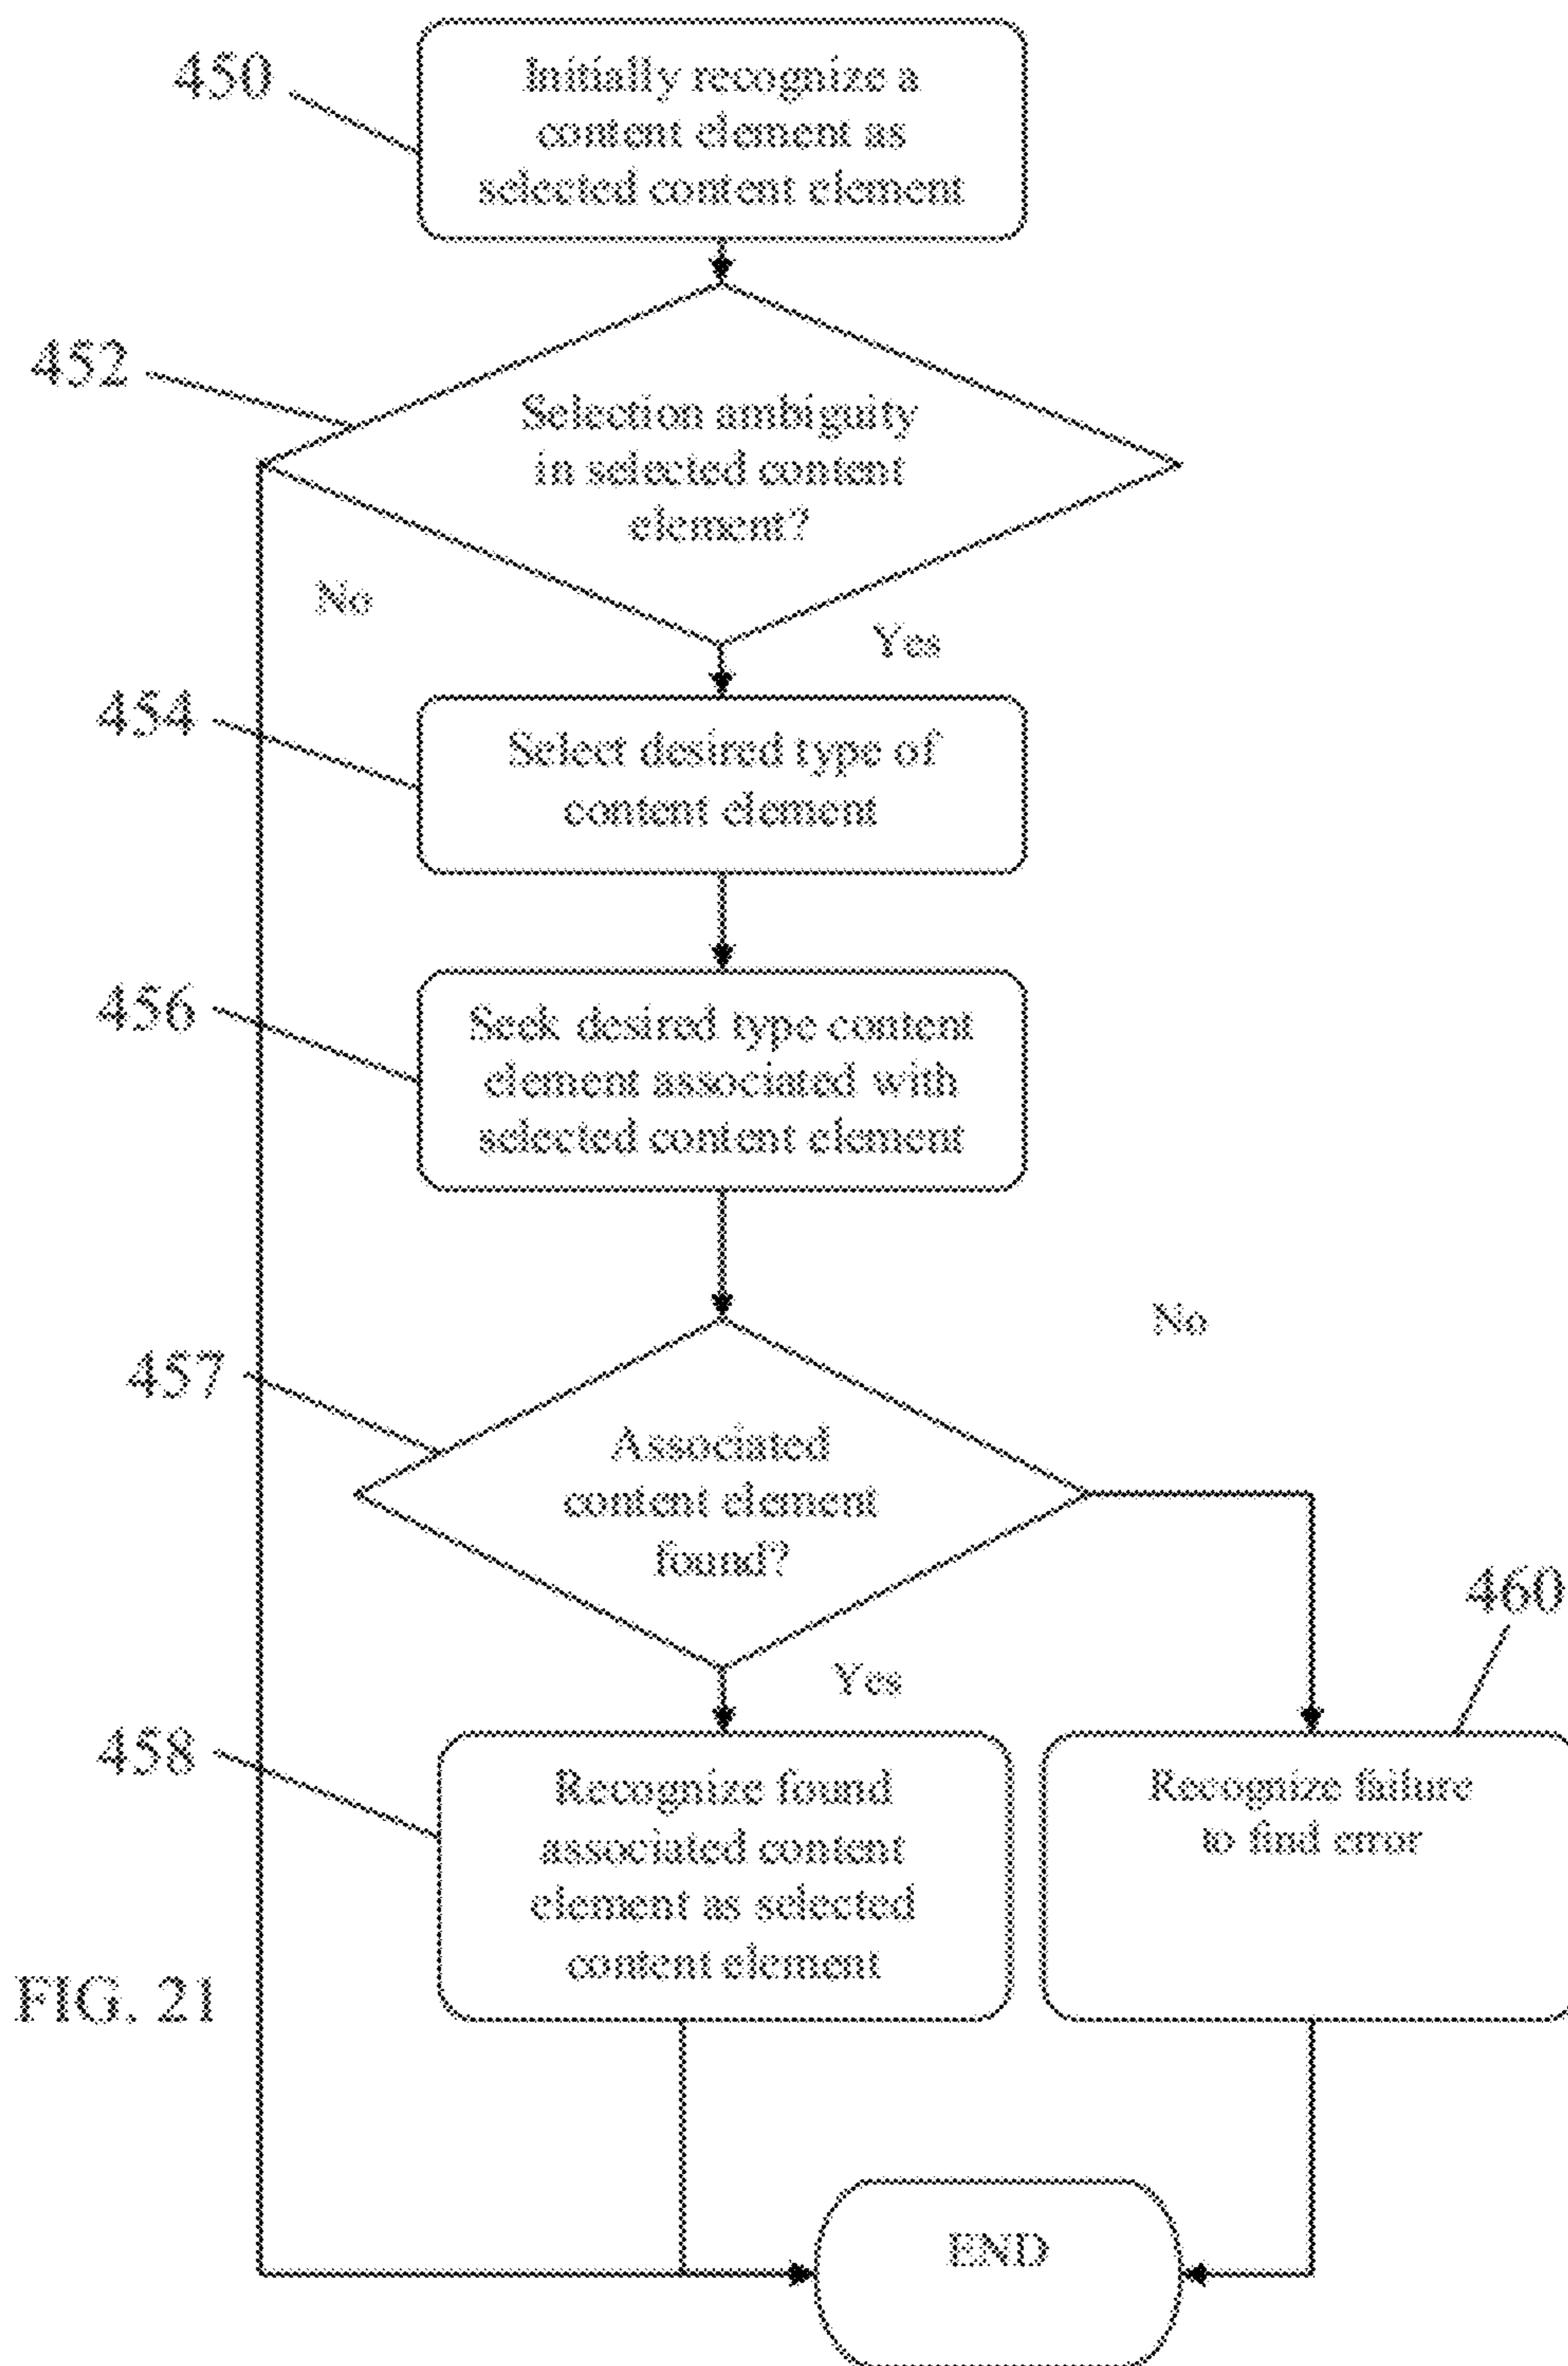 450
Initially recognize a
content element as
selected content element
452
Selection ambiguity
in selected content
element?
No
Yes
454
Select desired type of
content element
456
Seek desired type content
element associated with
selected content element
No
457
Associated
content element
found?
460
Yes
458
Recognize found
associated content
element as selected
content element
Recognize failure
to find error
FIG. 21
END